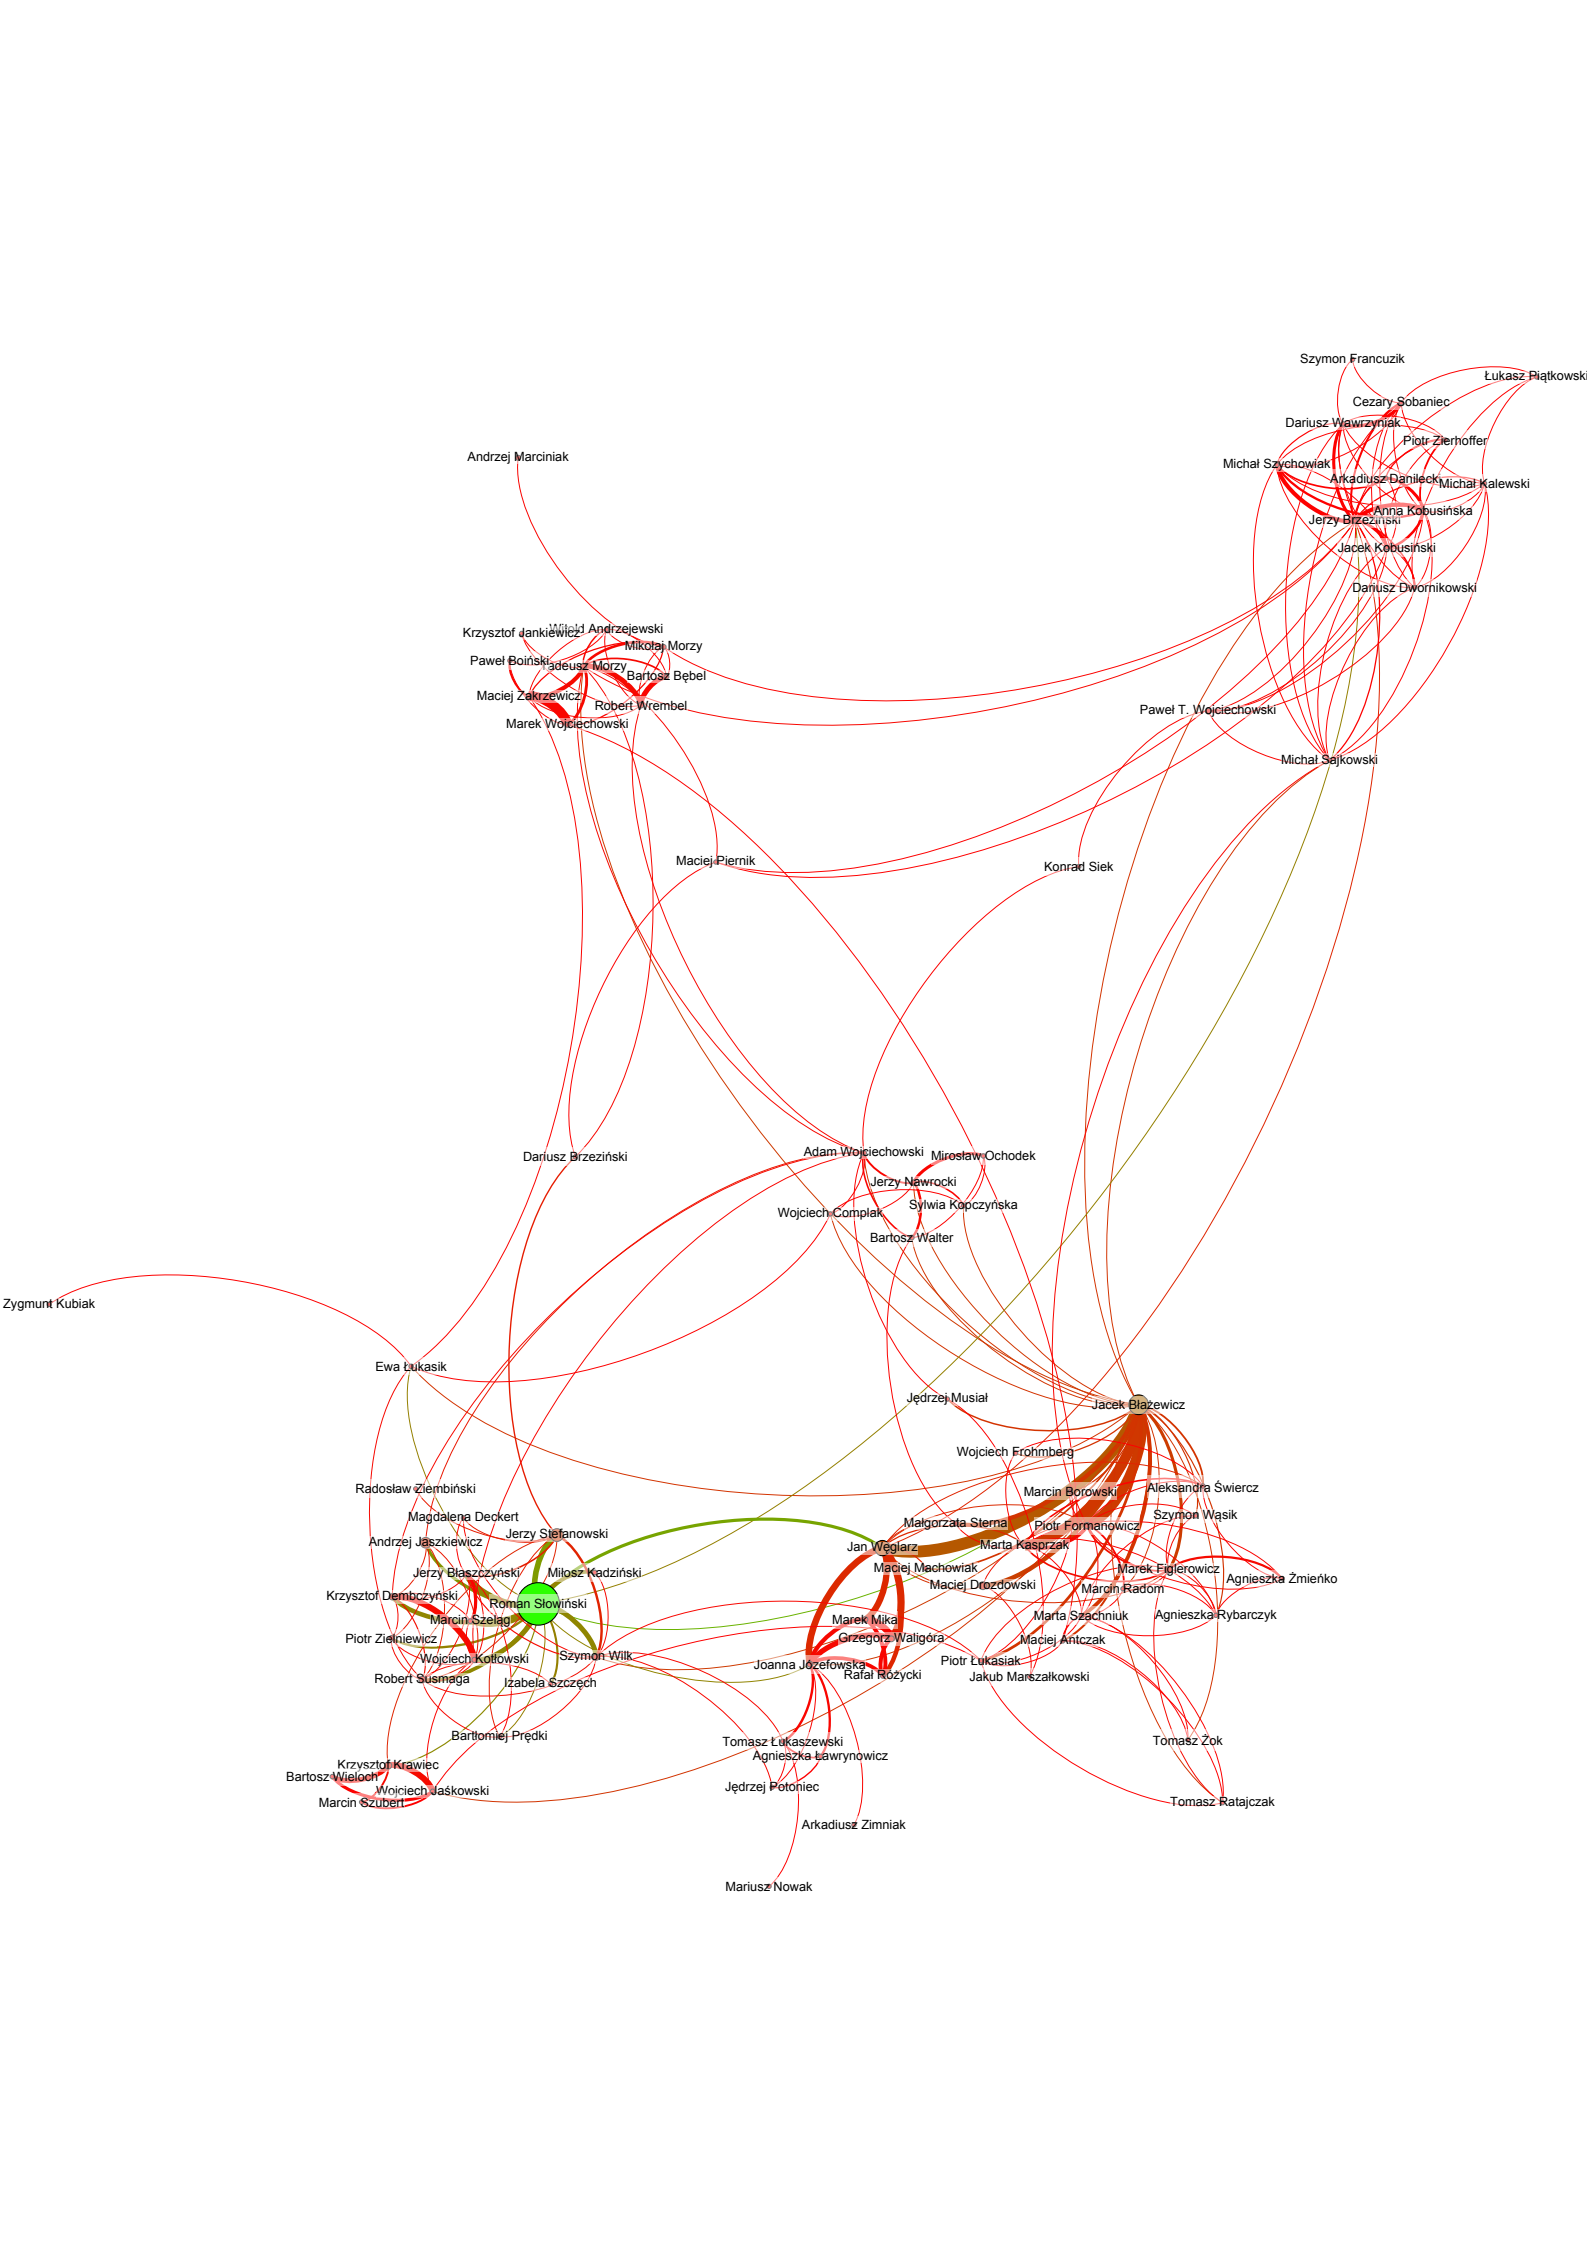 Szymon Francuzik
Łukasz Piątkowski
Cezary Sobaniec
Dariusz Wawrzyniak
Piotr Zierhoffer
Andrzej Marciniak
Michał Szychowiak
Arkadiusz Danilecki
Michał Kalewski
Anna Kobusińska
Jerzy Brzeziński
Jacek Kobusiński
Dariusz Dwornikowski
Krzysztof Jankiewicz
Witold Andrzejewski
Mikołaj Morzy
Paweł Boiński
Tadeusz Morzy
Bartosz Bębel
Maciej Zakrzewicz
Robert Wrembel
Marek Wojciechowski
Paweł T. Wojciechowski
Michał Sajkowski
Maciej Piernik
Konrad Siek
Adam Wojciechowski
Dariusz Brzeziński
Mirosław Ochodek
Jerzy Nawrocki
Sylwia Kopczyńska
Wojciech Complak
Bartosz Walter
Zygmunt Kubiak
Ewa Łukasik
Jędrzej Musiał
Jacek Błażewicz
Wojciech Frohmberg
Radosław Ziembiński
Marcin Borowski
Aleksandra Świercz
Magdalena Deckert
Szymon Wąsik
Małgorzata Sterna
Piotr Formanowicz
Jerzy Stefanowski
Andrzej Jaszkiewicz
Jan Węglarz
Marta Kasprzak
Maciej Machowiak
Marek Figlerowicz
Jerzy Błaszczyński
Miłosz Kadziński
Agnieszka Żmieńko
Maciej Drozdowski
Marcin Radom
Krzysztof Dembczyński
Roman Słowiński
Marcin Szeląg
Marek Mika
Marta Szachniuk
Agnieszka Rybarczyk
Piotr Zielniewicz
Grzegorz Waligóra
Maciej Antczak
Wojciech Kotłowski
Szymon Wilk
Joanna Józefowska
Piotr Łukasiak
Robert Susmaga
Izabela Szczęch
Rafał Różycki
Jakub Marszałkowski
Bartłomiej Prędki
Tomasz Łukaszewski
Tomasz Żok
Agnieszka Ławrynowicz
Krzysztof Krawiec
Bartosz Wieloch
Jędrzej Potoniec
Wojciech Jaśkowski
Marcin Szubert
Tomasz Ratajczak
Arkadiusz Zimniak
Mariusz Nowak